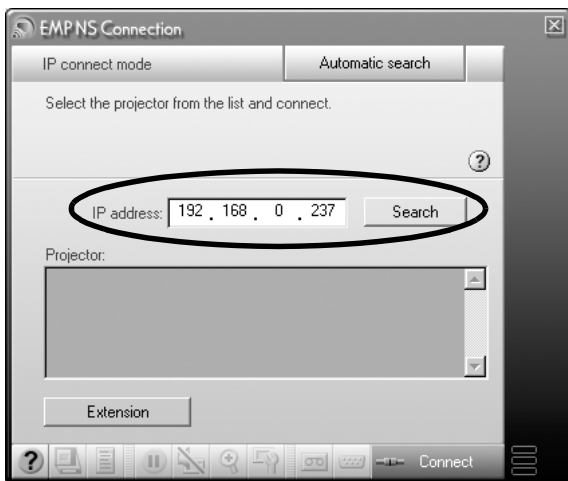 EMP NS Connection
IP connect mode Automatic search
Select the projector from the list and connect.
?
IP address: 192 . 168 . 0 . 237 Search
Projector:
Extension
? Connect